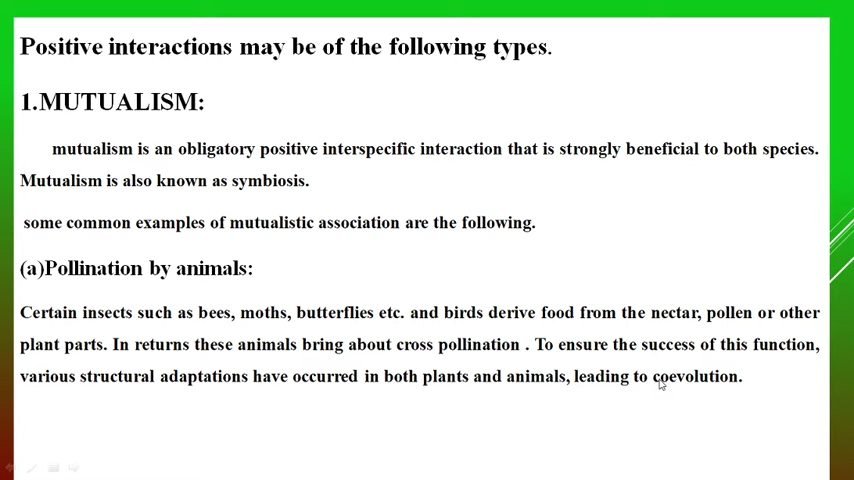 Positive interactions may be of the following types.
1.MUTUALISM:
mutualism is an obligatory positive interspecific interaction that is strongly beneficial to both species.
Mutualism is also known as symbiosis.
some common examples of mutualistic association are the following.
(a)Pollination by animals:
Certain insects such as bees, moths, butterflies etc. and birds derive food from the nectar, pollen or other
plant parts. In returns these animals bring about cross pollination . To ensure the success of this function,
various structural adaptations have occurred in both plants and animals, leading to coevolution.